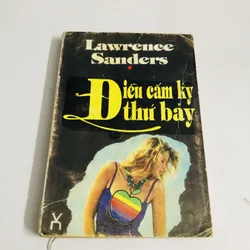 Lawrence
Sanders
Điều cấm kỵ
thứ bảy